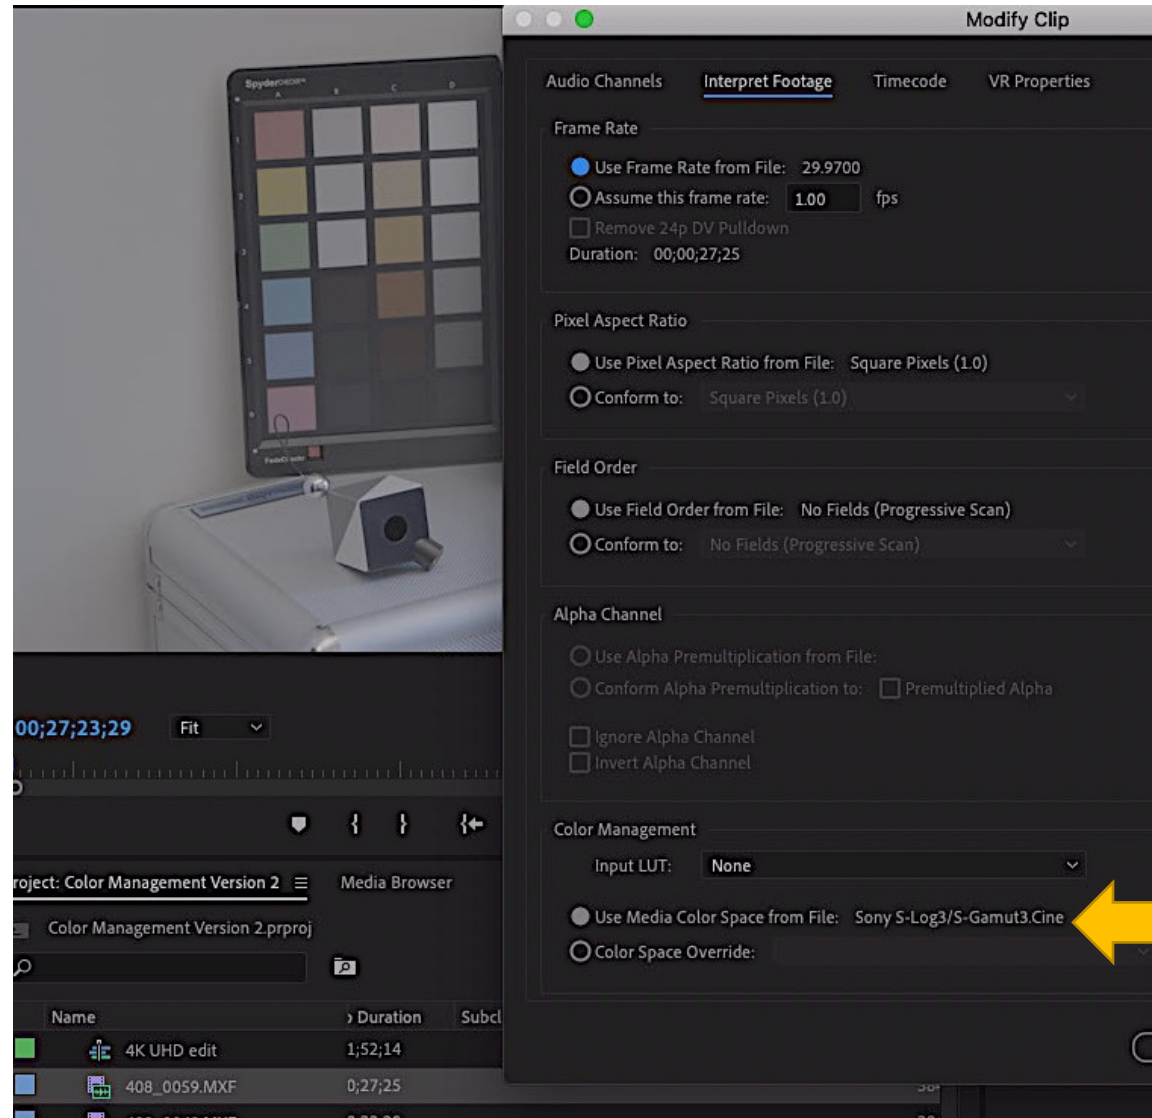 Modify Clip
Audio Channels Interpret Footage Timecode VR Properties
Frame Rate
Use Frame Rate from File: 29.9700
Assume this frame rate: 1.00 fps
Remove 24p DV Pulldown
Duration: 00;00;27;25
Pixel Aspect Ratio
Use Pixel Aspect Ratio from File: Square Pixels (1.0)
Conform to: Square Pixels (1.0)
Field Order
Use Field Order from File: No Fields (Progressive Scan)
Conform to: No Fields (Progressive Scan)
Alpha Channel
Use Alpha Premultiplication from File:
Conform Alpha Premultiplication to: Premultiplied Alpha
Ignore Alpha Channel
Invert Alpha Channel
Color Management
Input LUT: None
Use Media Color Space from File: Sony S-Log3/S-Gamut3.Cine
Color Space Override:
A B C D
1
2
3
4
5
6
00;27;23;29 Fit
roject: Color Management Version 2 Media Browser
Color Management Version 2.prproj
Name Duration Subcl
4K UHD edit 1;52;14
408_0059.MXF 0;27;25